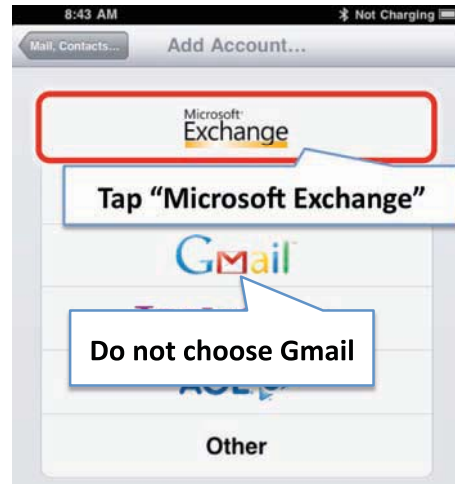 8:43 AM Not Charging
Mail, Contacts... Add Account...
Microsoft
Exchange
Tap “Microsoft Exchange”
Gmail
Do not choose Gmail
Other